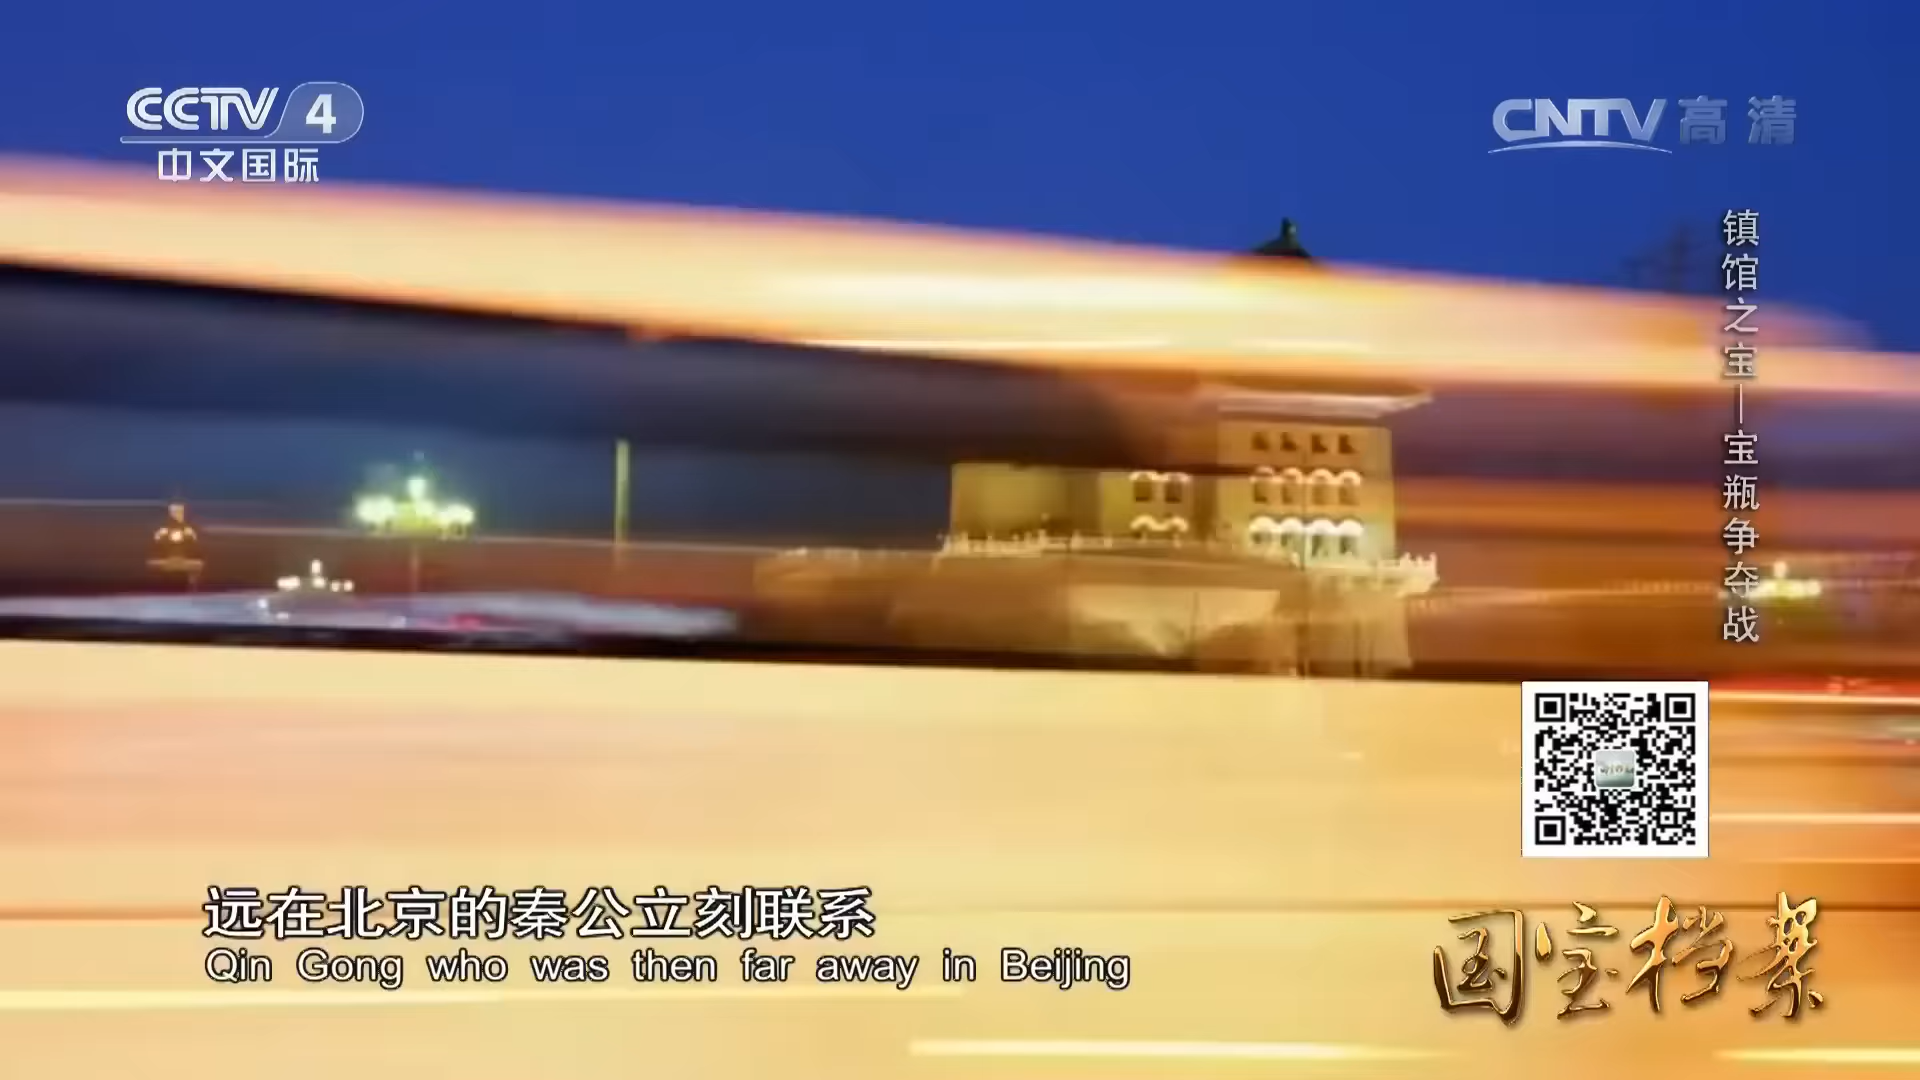 CCTV 4
中文国际
CNTV 高清
镇馆之宝—宝瓶争夺战
远在北京的秦公立刻联系
Qin Gong who was then far away in Beijing
国宝档案